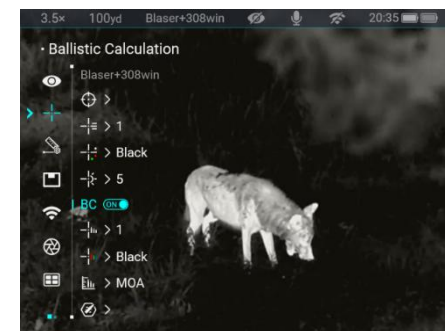 3.5× 100yd Blaser+308win 20:35
· Ballistic Calculation
Blaser+308win
>
> 1
> Black
> 5
BC ON
> 1
> Black
> MOA
>